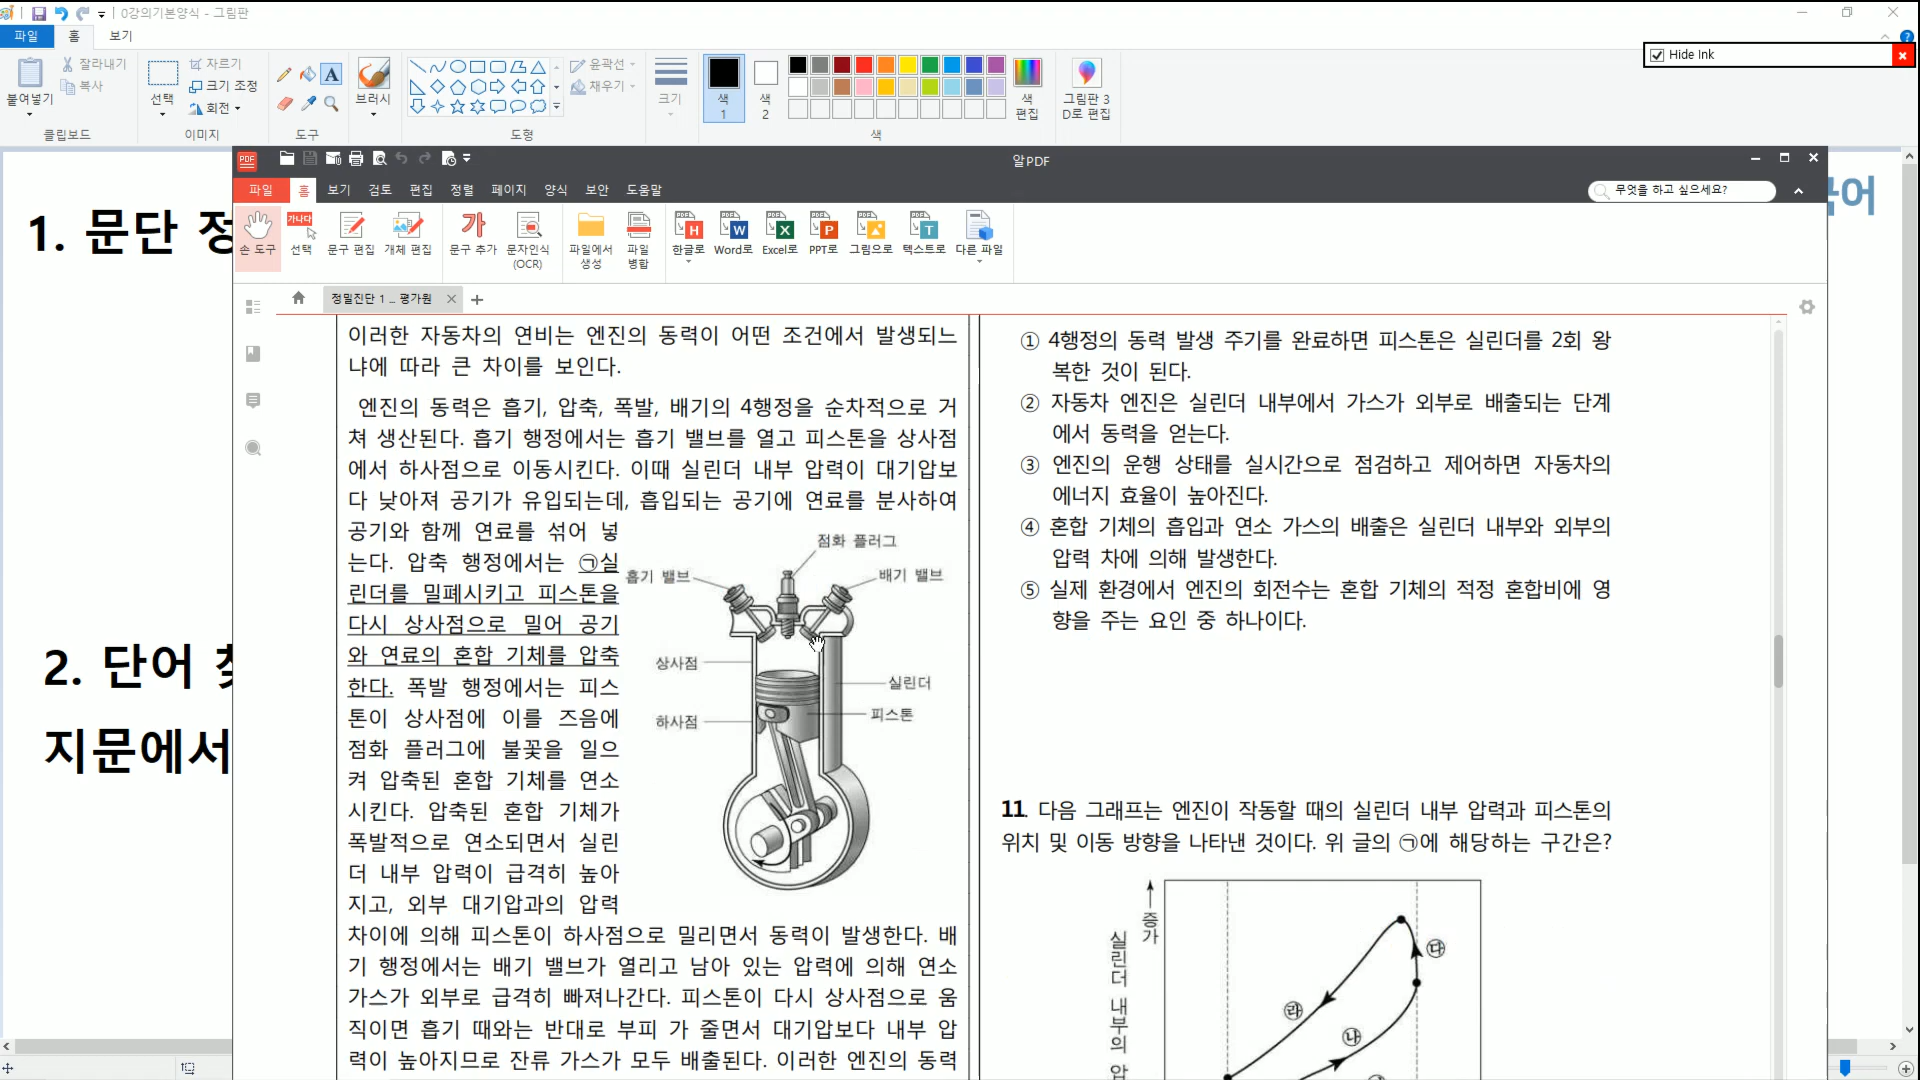 0강의기본양식 - 그림판
파일 홈 보기
Hide Ink
붙여넣기
잘라내기
복사
클립보드
선택
자르기
크기 조정
회전
이미지
도구
브러시
도형
윤곽선
채우기
크기
색 1
색 2
색
색 편집
그림판 3D로 편집
1. 문단 정
2. 단어 찾
지문에서
국어
PDF
알PDF
파일 홈 보기 검토 편집 정렬 페이지 양식 보안 도움말
무엇을 하고 싶으세요?
손 도구
가나다
선택
문구 편집
개체 편집
가
문구 추가
문자인식 (OCR)
파일에서 생성
파일 병합
한글로
Word로
Excel로
PPT로
그림으로
텍스트로
다른 파일
정밀진단 1 ... 평가원
이러한 자동차의 연비는 엔진의 동력이 어떤 조건에서 발생되느
냐에 따라 큰 차이를 보인다.
엔진의 동력은 흡기, 압축, 폭발, 배기의 4행정을 순차적으로 거
쳐 생산된다. 흡기 행정에서는 흡기 밸브를 열고 피스톤을 상사점
에서 하사점으로 이동시킨다. 이때 실린더 내부 압력이 대기압보
다 낮아져 공기가 유입되는데, 흡입되는 공기에 연료를 분사하여
공기와 함께 연료를 섞어 넣
는다. 압축 행정에서는 ㉠실
린더를 밀폐시키고 피스톤을
다시 상사점으로 밀어 공기
와 연료의 혼합 기체를 압축
한다. 폭발 행정에서는 피스
톤이 상사점에 이를 즈음에
점화 플러그에 불꽃을 일으
켜 압축된 혼합 기체를 연소
시킨다. 압축된 혼합 기체가
폭발적으로 연소되면서 실린
더 내부 압력이 급격히 높아
지고, 외부 대기압과의 압력
차이에 의해 피스톤이 하사점으로 밀리면서 동력이 발생한다. 배
기 행정에서는 배기 밸브가 열리고 남아 있는 압력에 의해 연소
가스가 외부로 급격히 빠져나간다. 피스톤이 다시 상사점으로 움
직이면 흡기 때와는 반대로 부피 가 줄면서 대기압보다 내부 압
력이 높아지므로 잔류 가스가 모두 배출된다. 이러한 엔진의 동력
점화 플러그
흡기 밸브
배기 밸브
상사점
실린더
하사점
피스톤
① 4행정의 동력 발생 주기를 완료하면 피스톤은 실린더를 2회 왕
복한 것이 된다.
② 자동차 엔진은 실린더 내부에서 가스가 외부로 배출되는 단계
에서 동력을 얻는다.
③ 엔진의 운행 상태를 실시간으로 점검하고 제어하면 자동차의
에너지 효율이 높아진다.
④ 혼합 기체의 흡입과 연소 가스의 배출은 실린더 내부와 외부의
압력 차에 의해 발생한다.
⑤ 실제 환경에서 엔진의 회전수는 혼합 기체의 적정 혼합비에 영
향을 주는 요인 중 하나이다.
11. 다음 그래프는 엔진이 작동할 때의 실린더 내부 압력과 피스톤의
위치 및 이동 방향을 나타낸 것이다. 위 글의 ㉠에 해당하는 구간은?
증가
실린더 내부의 압
㉰
㉱
㉯